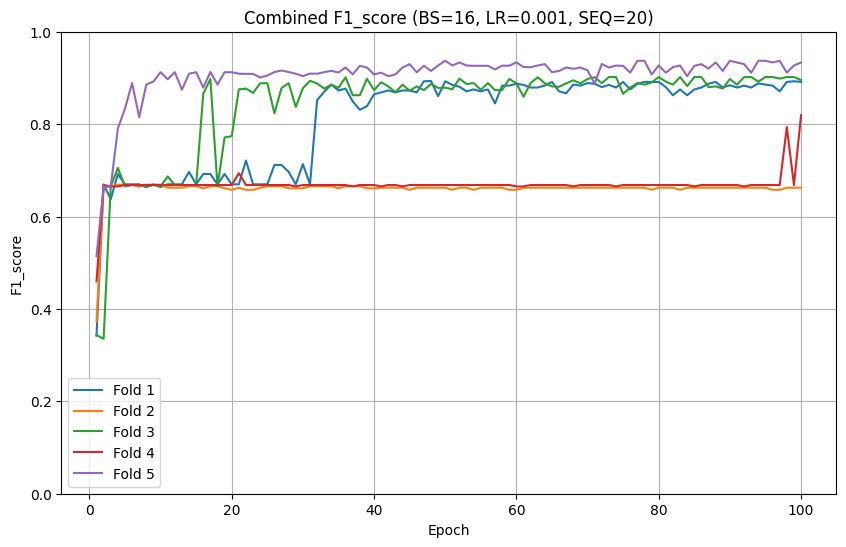 Combined F1_score (BS=16, LR=0.001, SEQ=20)
F1_score
1.0
0.8
0.6
0.4
0.2
0.0
Fold 1
Fold 2
Fold 3
Fold 4
Fold 5
0 20 40 60 80 100
Epoch